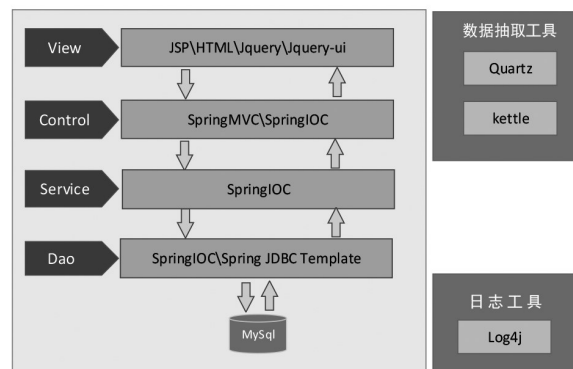 View
JSP\HTML\Jquery\Jquery-ui
Control
SpringMVC\SpringIOC
Service
SpringIOC
Dao
SpringIOC\Spring JDBC Template
MySql
数据抽取工具
Quartz
kettle
日志工具
Log4j